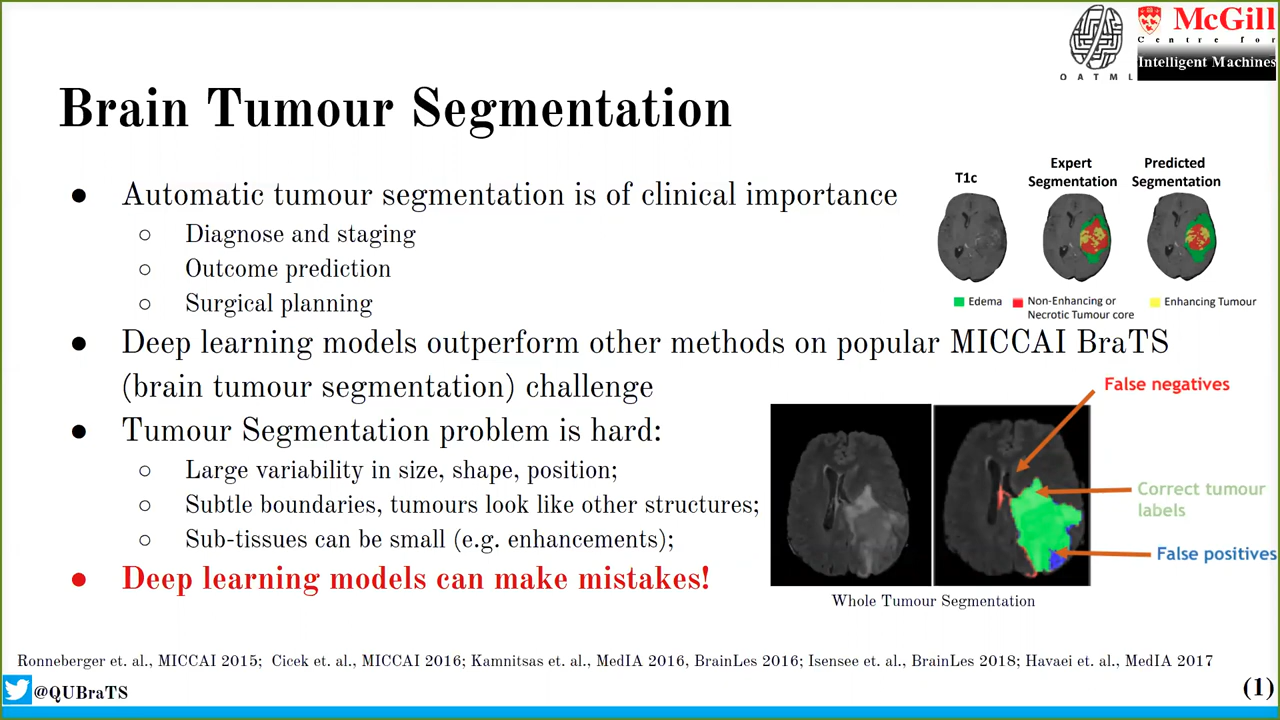 McGill
Centre for
Intelligent Machines
OATML
Brain Tumour Segmentation
● Automatic tumour segmentation is of clinical importance
○ Diagnose and staging
○ Outcome prediction
○ Surgical planning
T1c
Expert
Segmentation
Predicted
Segmentation
Edema
Non-Enhancing or
Necrotic Tumour core
Enhancing Tumour
● Deep learning models outperform other methods on popular MICCAI BraTS
(brain tumour segmentation) challenge
● Tumour Segmentation problem is hard:
○ Large variability in size, shape, position;
○ Subtle boundaries, tumours look like other structures;
○ Sub-tissues can be small (e.g. enhancements);
● Deep learning models can make mistakes!
False negatives
Correct tumour
labels
False positives
Whole Tumour Segmentation
Ronneberger et. al., MICCAI 2015; Cicek et. al., MICCAI 2016; Kamnitsas et. al., MedIA 2016, BrainLes 2016; Isensee et. al., BrainLes 2018; Havaei et. al., MedIA 2017
@QUBraTS
(1)